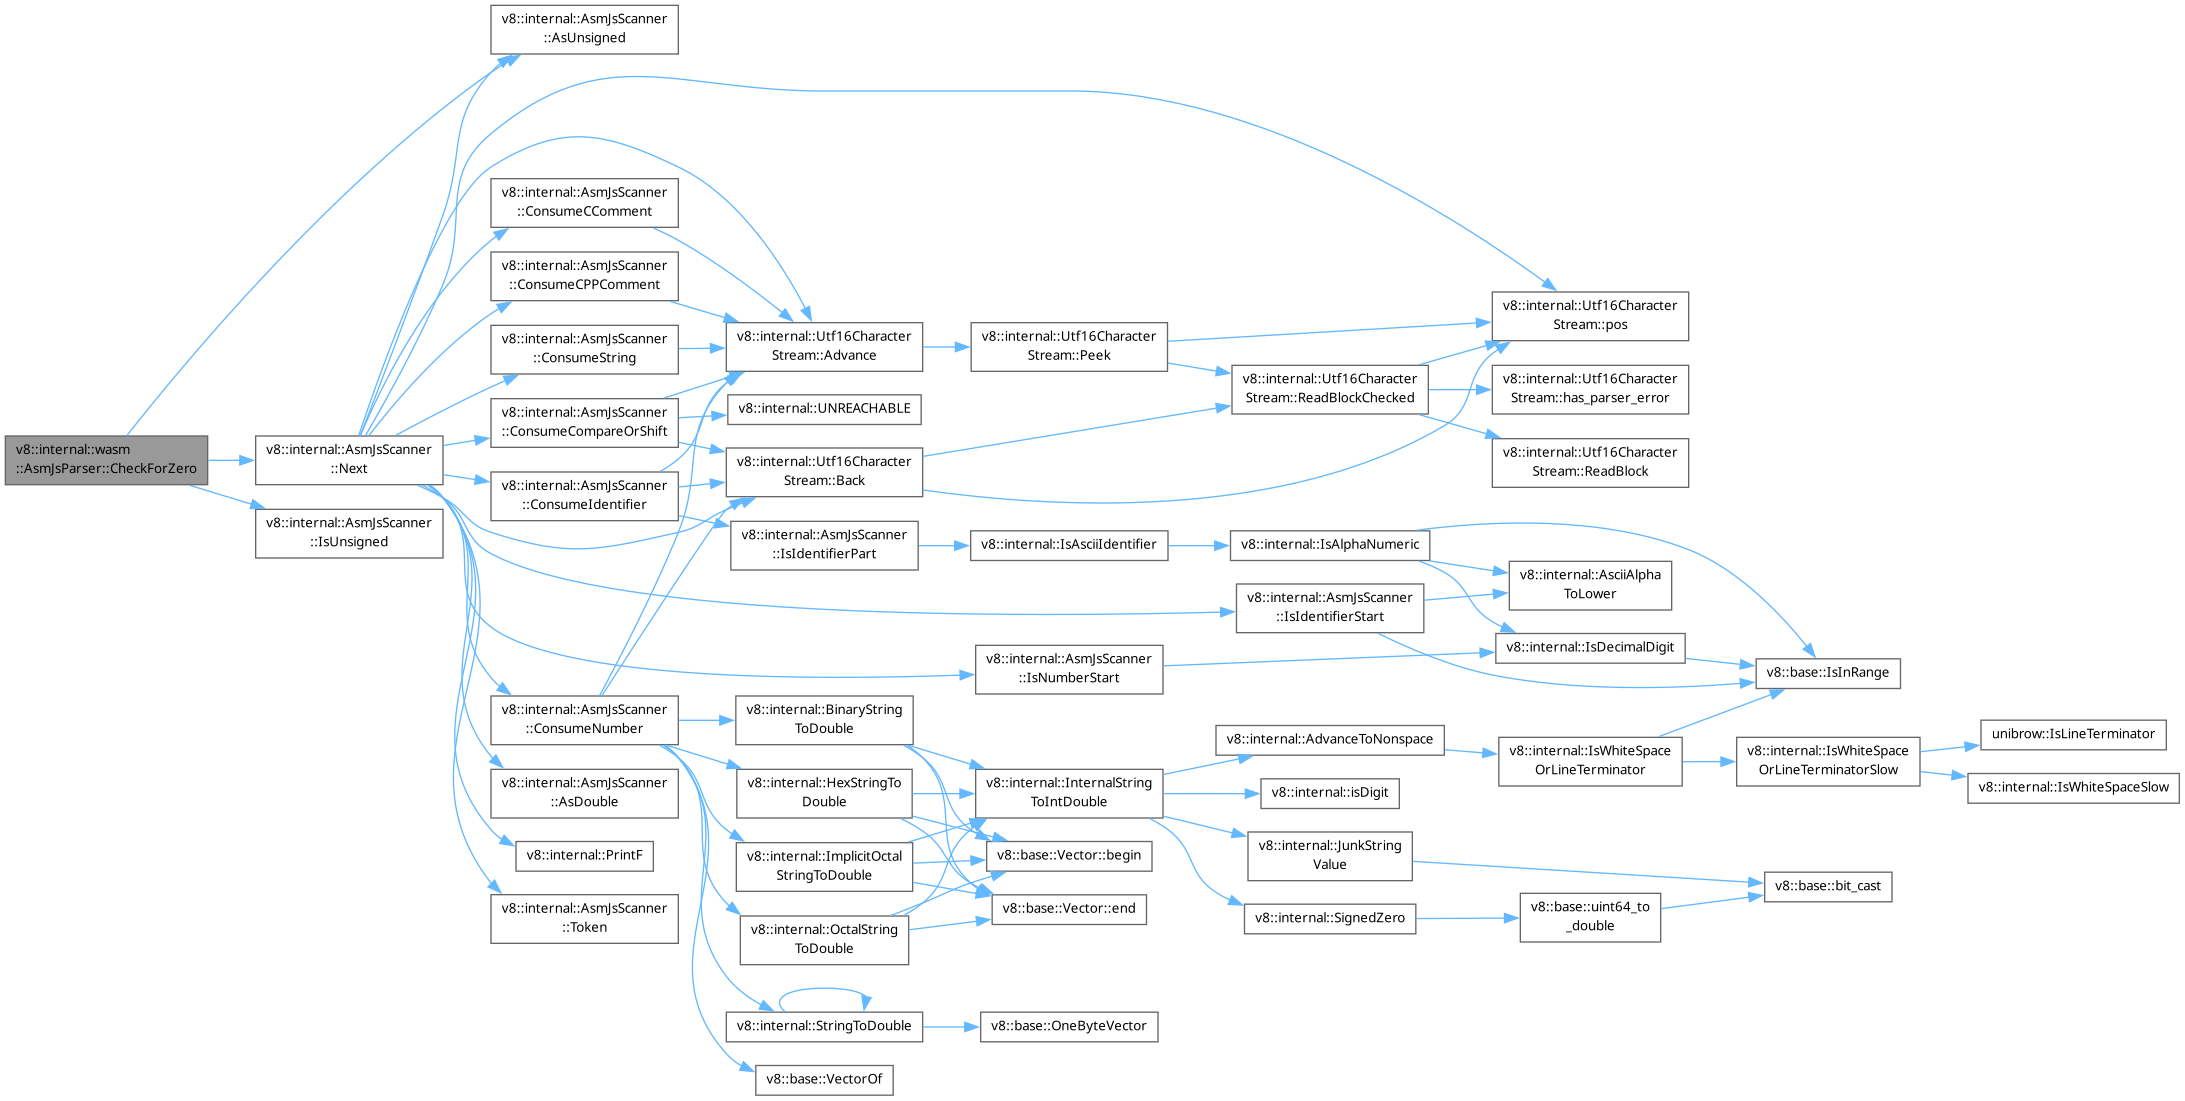 v8::internal::wasm
::AsmJsParser::CheckForZero
v8::internal::AsmJsScanner
::Next
v8::internal::AsmJsScanner
::IsUnsigned
v8::internal::AsmJsScanner
::AsUnsigned
v8::internal::AsmJsScanner
::ConsumeCComment
v8::internal::AsmJsScanner
::ConsumeCPPComment
v8::internal::AsmJsScanner
::ConsumeString
v8::internal::AsmJsScanner
::ConsumeCompareOrShift
v8::internal::AsmJsScanner
::ConsumeIdentifier
v8::internal::AsmJsScanner
::ConsumeNumber
v8::internal::AsmJsScanner
::AsDouble
v8::internal::PrintF
v8::internal::AsmJsScanner
::Token
v8::internal::Utf16Character
Stream::Advance
v8::internal::UNREACHABLE
v8::internal::Utf16Character
Stream::Back
v8::internal::AsmJsScanner
::IsIdentifierPart
v8::internal::BinaryString
ToDouble
v8::internal::HexStringTo
Double
v8::internal::ImplicitOctal
StringToDouble
v8::internal::OctalString
ToDouble
v8::internal::StringToDouble
v8::base::VectorOf
v8::internal::Utf16Character
Stream::Peek
v8::internal::IsAsciiIdentifier
v8::internal::AsmJsScanner
::IsNumberStart
v8::internal::InternalString
ToIntDouble
v8::base::Vector::begin
v8::base::Vector::end
v8::base::OneByteVector
v8::internal::Utf16Character
Stream::ReadBlockChecked
v8::internal::IsAlphaNumeric
v8::internal::AsmJsScanner
::IsIdentifierStart
v8::internal::AdvanceToNonspace
v8::internal::isDigit
v8::internal::JunkString
Value
v8::internal::SignedZero
v8::internal::Utf16Character
Stream::pos
v8::internal::Utf16Character
Stream::has_parser_error
v8::internal::Utf16Character
Stream::ReadBlock
v8::internal::AsciiAlpha
ToLower
v8::internal::IsDecimalDigit
v8::internal::IsWhiteSpace
OrLineTerminator
v8::base::uint64_to
_double
v8::base::IsInRange
v8::internal::IsWhiteSpace
OrLineTerminatorSlow
v8::base::bit_cast
unibrow::IsLineTerminator
v8::internal::IsWhiteSpaceSlow